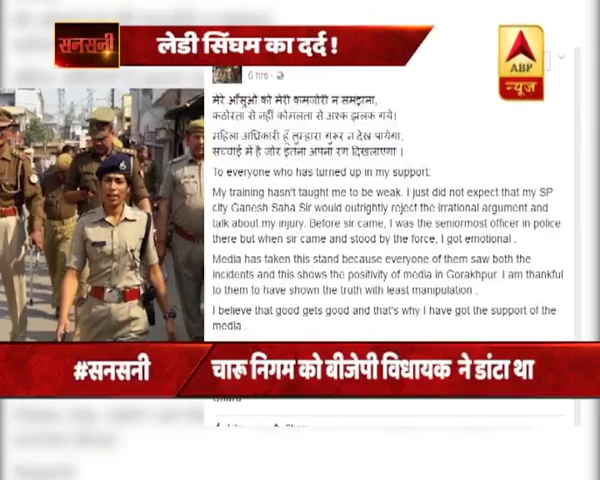 सनसनी
लेडी सिंघम का दर्द !
ABP
न्यूज़
6 hrs
मेरे आँसुओं को मेरी कमजोरी न समझना,
कठोरता से नहीं कोमलता से अश्क झलक गये।
महिला अधिकारी हूँ तुम्हारा गुरूर न देख पायेगा,
सच्चाई में है जोर इतना अपना रंग दिखलाएगा ।
To everyone who has turned up in my support:
My training hasn't taught me to be weak. I just did not expect that my SP
city Ganesh Saha Sir would outrightly reject the irrational argument and
talk about my injury. Before sir came, I was the seniormost officer in police
there but when sir came and stood by the force, I got emotional .
Media has taken this stand because everyone of them saw both the
incidents and this shows the positivity of media in Gorakhpur. I am thankful
to them to have shown the truth with least manipulation .
I believe that good gets good and that's why I have got the support of the
media .
#सनसनी
चारू निगम को बीजेपी विधायक ने डांटा था